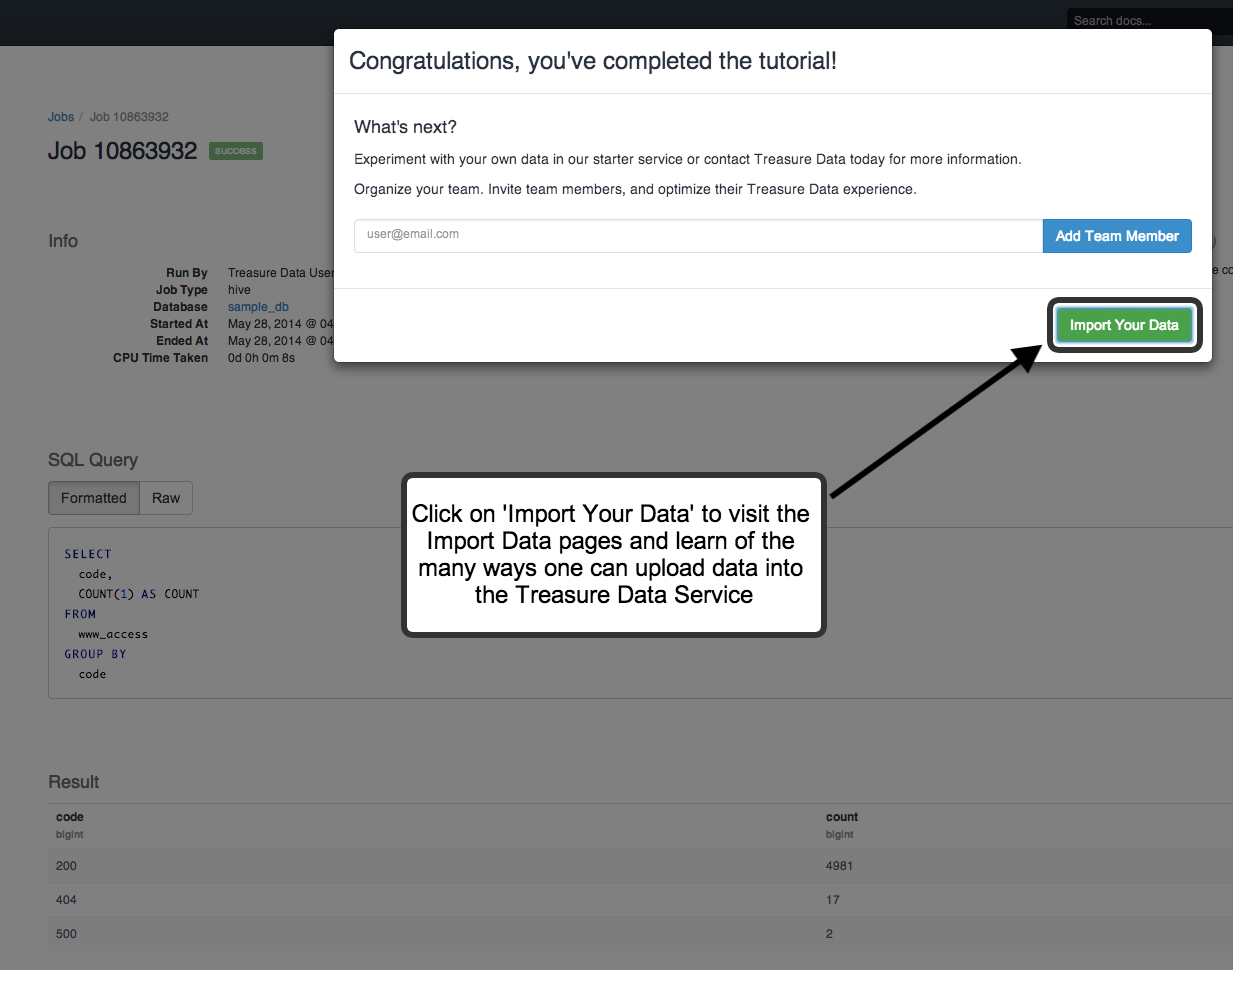 Search docs...
Congratulations, you've completed the tutorial!
What's next?
Experiment with your own data in our starter service or contact Treasure Data today for more information.
Organize your team. Invite team members, and optimize their Treasure Data experience.
user@email.com
Add Team Member
Import Your Data
Jobs / Job 10863932
Job 10863932 success
Info
Run By Treasure Data User
Job Type hive
Database sample_db
Started At May 28, 2014 @ 04
Ended At May 28, 2014 @ 04
CPU Time Taken 0d 0h 0m 8s
Click on 'Import Your Data' to visit the
Import Data pages and learn of the
many ways one can upload data into
the Treasure Data Service
SQL Query
Formatted Raw
SELECT
code,
COUNT(1) AS COUNT
FROM
www_access
GROUP BY
code
Result
code count
bigint bigint
200 4981
404 17
500 2